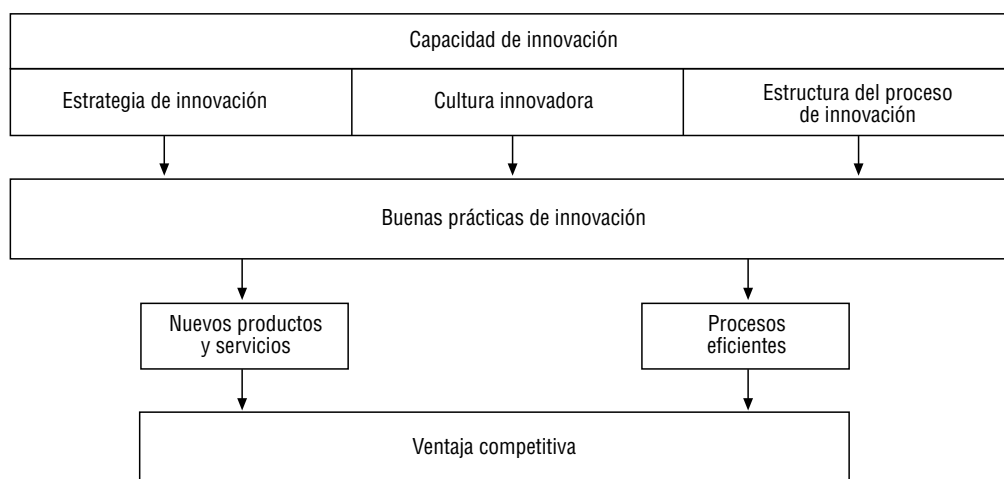 Capacidad de innovación
Estrategia de innovación
Cultura innovadora
Estructura del proceso
de innovación
Buenas prácticas de innovación
Nuevos productos
y servicios
Procesos
eficientes
Ventaja competitiva